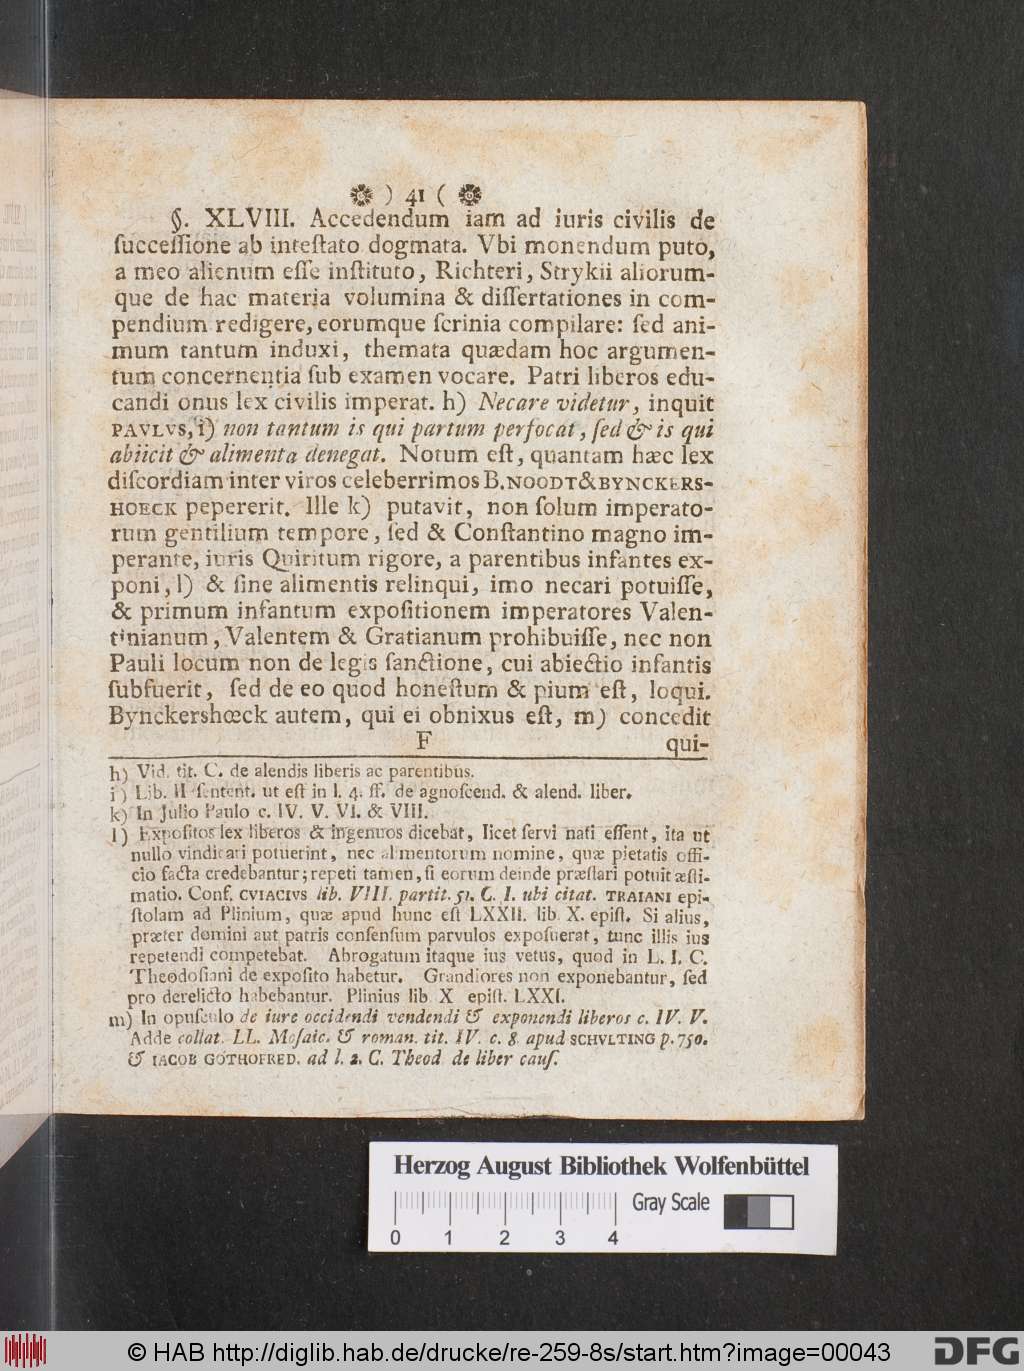 ) 41 (
§. XLVIII. Accedendum iam ad iuris civilis de
ſucceſſione ab inteſtato dogmata. Vbi monendum puto,
a meo alienum eſſe inſtituto, Richteri, Strykii aliorum-
que de hac materia volumina & diſſertationes in com-
pendium redigere, eorumque ſcrinia compilare: ſed ani-
mum tantum induxi, themata quædam hoc argumen-
tum concernentia ſub examen vocare. Patri liberos edu-
candi onus lex civilis imperat. h) Necare videtur, inquit
PAVLVS, i) non tantum is qui partum perfocat, ſed & is qui
abiicit & alimenta denegat. Notum eſt, quantam hæc lex
diſcordiam inter viros celeberrimos B. NOODT & BYNCKERS-
HOECK pepererit. Ille k) putavit, non ſolum imperato-
rum gentilium tempore, ſed & Conſtantino magno im-
perante, iuris Quiritum rigore, a parentibus infantes ex-
poni, l) & ſine alimentis relinqui, imo necari potuiſſe,
& primum infantum expoſitionem imperatores Valen-
tinianum, Valentem & Gratianum prohibuiſſe, nec non
Pauli locum non de legis ſanctione, cui abiectio infantis
ſubfuerit, ſed de eo quod honeſtum & pium eſt, loqui.
Bynckershœck autem, qui ei obnixus eſt, m) concedit
F qui-
h) Vid. tit. C. de alendis liberis ac parentibus.
i) Lib. II ſentent. ut eſt in l. 4. ff. de agnoſcend. & alend. liber.
k) In Julio Paulo c. IV. V. VI. & VIII.
l) Expoſitos lex liberos & ingenuos dicebat, licet ſervi nati eſſent, ita ut
nullo vindicari potuerint, nec alimentorum nomine, quæ pietatis offi-
cio facta credebantur; repeti tamen, ſi eorum deinde præſtari potuit æſti-
matio. Conf. CVIACIVS lib. VIII. partit. 51. C. I. ubi citat. TRAIANI epi-
ſtolam ad Plinium, quæ apud hunc eſt LXXII. lib. X. epiſt. Si alius,
præter domini aut patris conſenſum parvulos expoſuerat, tunc illis ius
repetendi competebat. Abrogatum itaque ius vetus, quod in L. I. C.
Theodoſiani de expoſito habetur. Grandiores non exponebantur, ſed
pro derelicto habebantur. Plinius lib. X epiſt. LXXI.
m) In opuſculo de iure occidendi vendendi & exponendi liberos c. IV. V.
Adde collat. LL. Moſaic. & roman. tit. IV. c. 8. apud SCHVLTING p. 750.
& IACOB GOTHOFRED. ad l. 2. C. Theod. de liber cauſ.
Herzog August Bibliothek Wolfenbüttel
Gray Scale
0 1 2 3 4
© HAB http://diglib.hab.de/drucke/re-259-8s/start.htm?image=00043
DFG